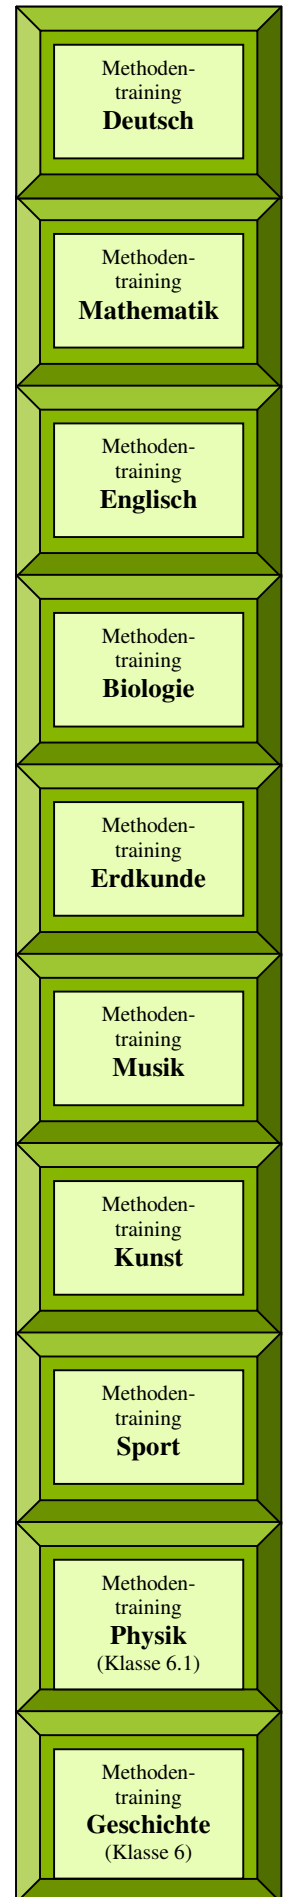 Methoden-
training
Deutsch
Methoden-
training
Mathematik
Methoden-
training
Englisch
Methoden-
training
Biologie
Methoden-
training
Erdkunde
Methoden-
training
Musik
Methoden-
training
Kunst
Methoden-
training
Sport
Methoden-
training
Physik
(Klasse 6.1)
Methoden-
training
Geschichte
(Klasse 6)